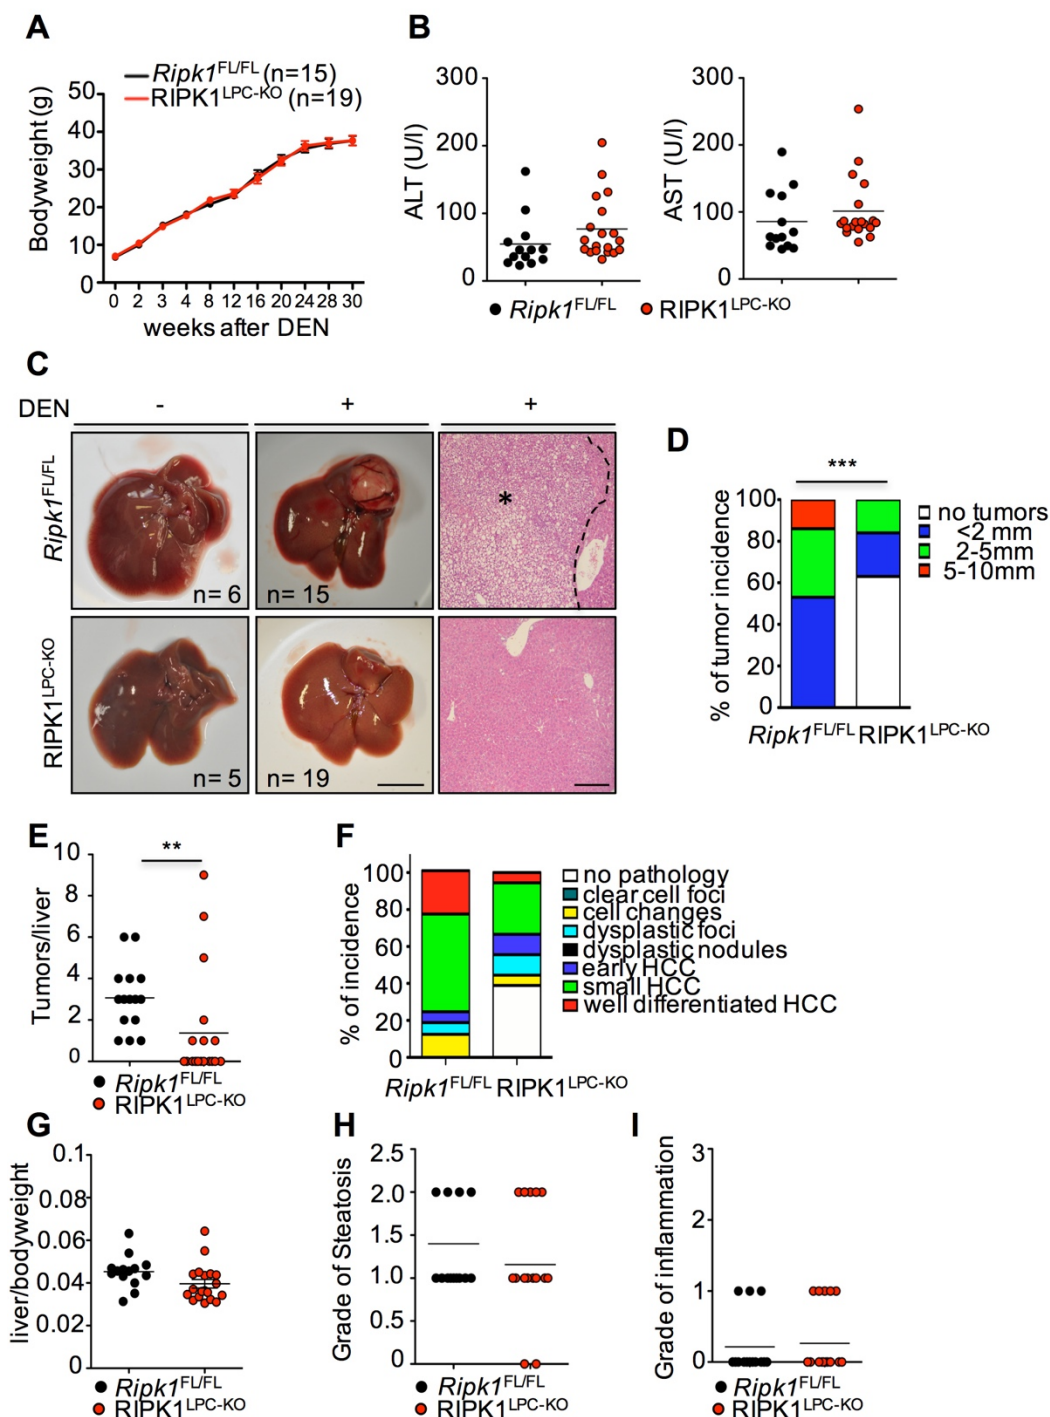 A
Ripk1FL/FL (n=15)
RIPK1LPC-KO (n=19)
Bodyweight (g)
50
40
30
20
10
0
0 2 3 4 8 12 16 20 24 28 30
weeks after DEN
B
ALT (U/l)
300
200
100
0
AST (U/l)
300
200
100
0
Ripk1FL/FL RIPK1LPC-KO
C
DEN - + +
Ripk1FL/FL
n= 6
n= 15
*
RIPK1LPC-KO
n= 5
n= 19
D
***
% of tumor incidence
100
80
60
40
20
0
no tumors
<2 mm
2-5mm
5-10mm
Ripk1FL/FL RIPK1LPC-KO
E
**
Tumors/liver
10
8
6
4
2
0
Ripk1FL/FL
RIPK1LPC-KO
F
% of incidence
100
80
60
40
20
0
no pathology
clear cell foci
cell changes
dysplastic foci
dysplastic nodules
early HCC
small HCC
well differentiated HCC
Ripk1FL/FL RIPK1LPC-KO
G
liver/bodyweight
0.1
0.08
0.06
0.04
0.02
0
Ripk1FL/FL
RIPK1LPC-KO
H
Grade of Steatosis
2.5
2.0
1.5
1.0
0.5
0
Ripk1FL/FL
RIPK1LPC-KO
I
Grade of inflammation
3
2
1
0
Ripk1FL/FL
RIPK1LPC-KO